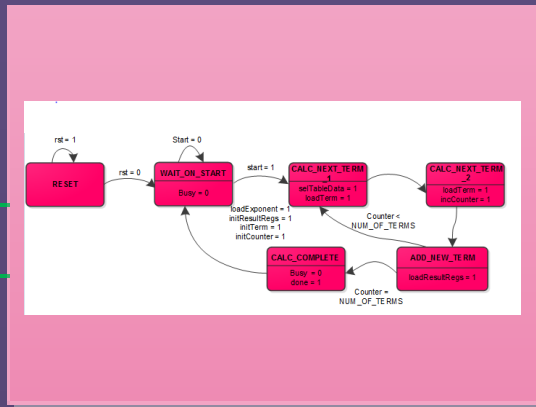 rst = 1
Start = 0
RESET
rst = 0
WAIT_ON_START
Busy = 0
start = 1
CALC_NEXT_TERM
_1
selTableData = 1
loadTerm = 1
CALC_NEXT_TERM
_2
loadTerm = 1
incCounter = 1
loadExponent = 1
initResultRegs = 1
initTerm = 1
initCounter = 1
Counter <
NUM_OF_TERMS
CALC_COMPLETE
Busy = 0
done = 1
ADD_NEW_TERM
loadResultRegs = 1
Counter =
NUM_OF_TERMS